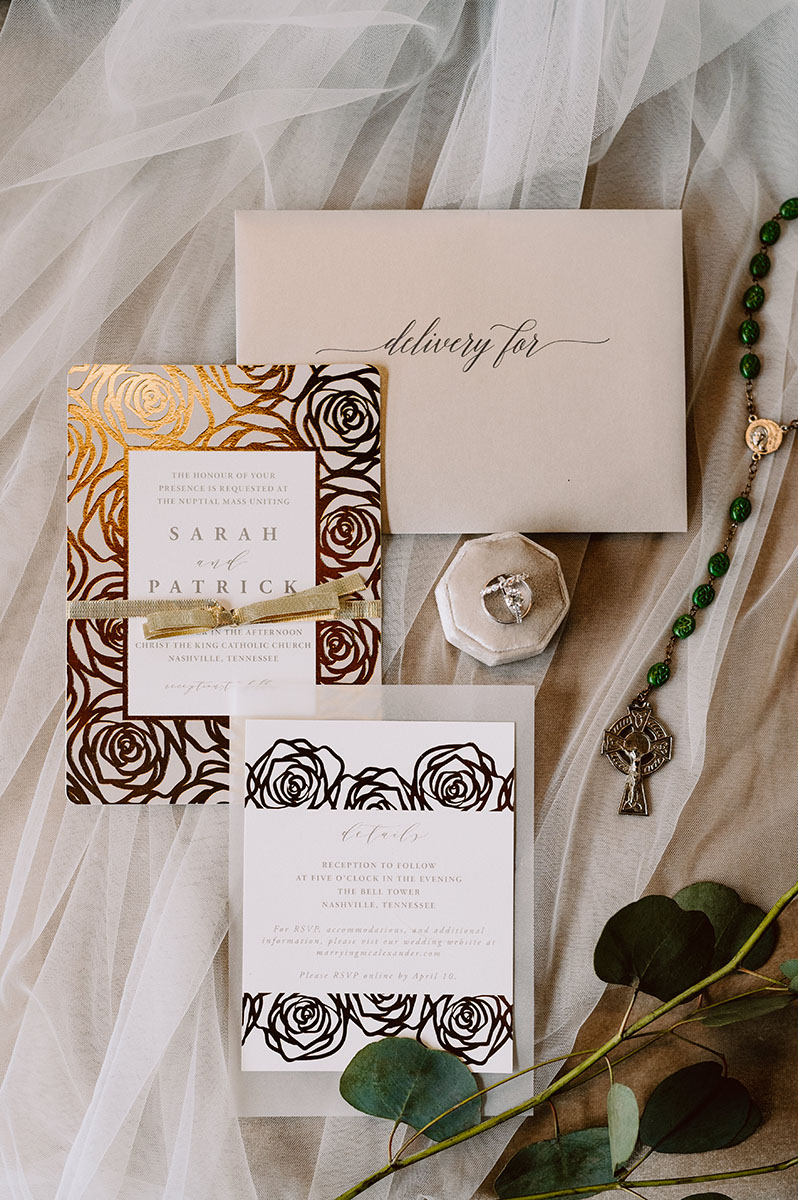 delivery for
THE HONOUR OF YOUR
PRESENCE IS REQUESTED AT
THE NUPTIAL MASS UNITING
SARAH
and
PATRICK
IN THE AFTERNOON
CHRIST THE KING CATHOLIC CHURCH
NASHVILLE, TENNESSEE
reception to
details
RECEPTION TO FOLLOW
AT FIVE O'CLOCK IN THE EVENING
THE BELL TOWER
NASHVILLE, TENNESSEE
For RSVP, accommodations, and additional
information, please visit our wedding website at
marryingmcalexander.com
Please RSVP online by April 10.